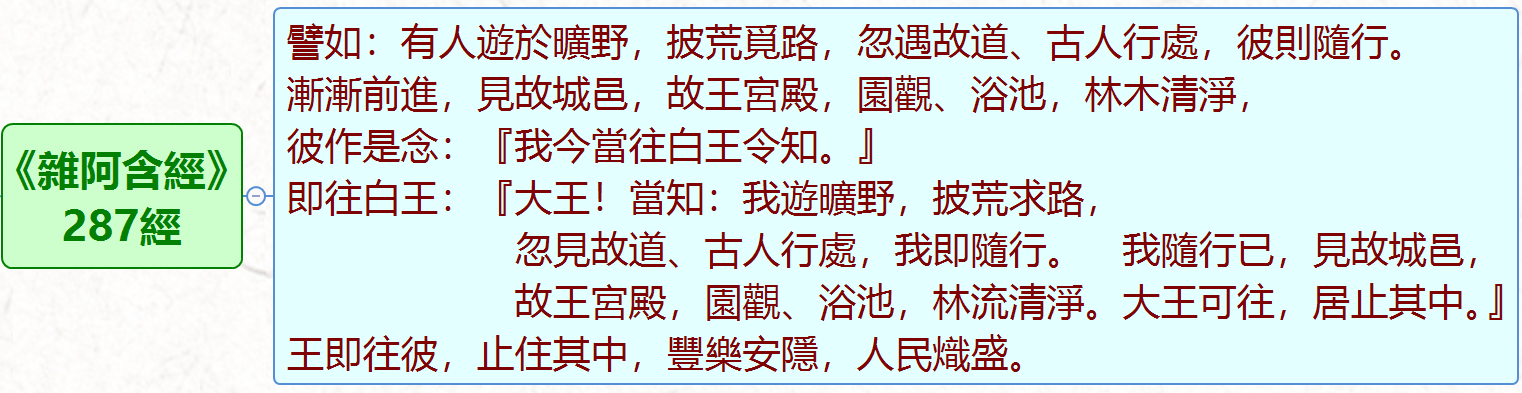 《雜阿含經》
287經
譬如：有人遊於曠野，披荒覓路，忽遇故道、古人行處，彼則隨行。
漸漸前進，見故城邑，故王宮殿，園觀、浴池，林木清淨，
彼作是念：『我今當往白王令知。』
即往白王：『大王！當知：我遊曠野，披荒求路，
忽見故道、古人行處，我即隨行。　我隨行已，見故城邑，
故王宮殿，園觀、浴池，林流清淨。大王可往，居止其中。』
王即往彼，止住其中，豐樂安隱，人民熾盛。